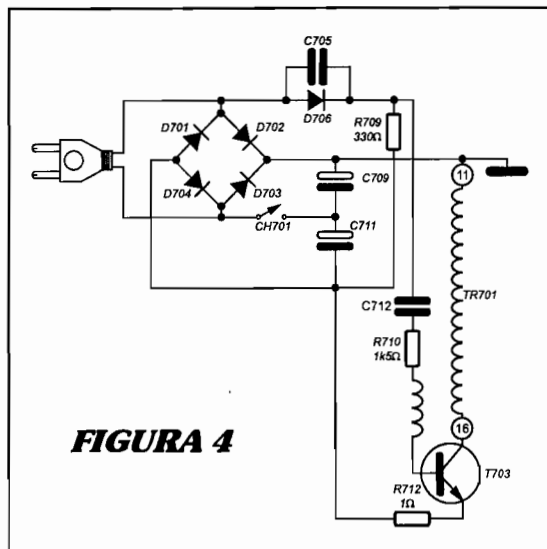 C705
D706
R709
330Ω
D701
D702
D704
D703
C709
CH701
C711
11
TR701
C712
R710
1k5Ω
16
T703
R712
1Ω
FIGURA 4